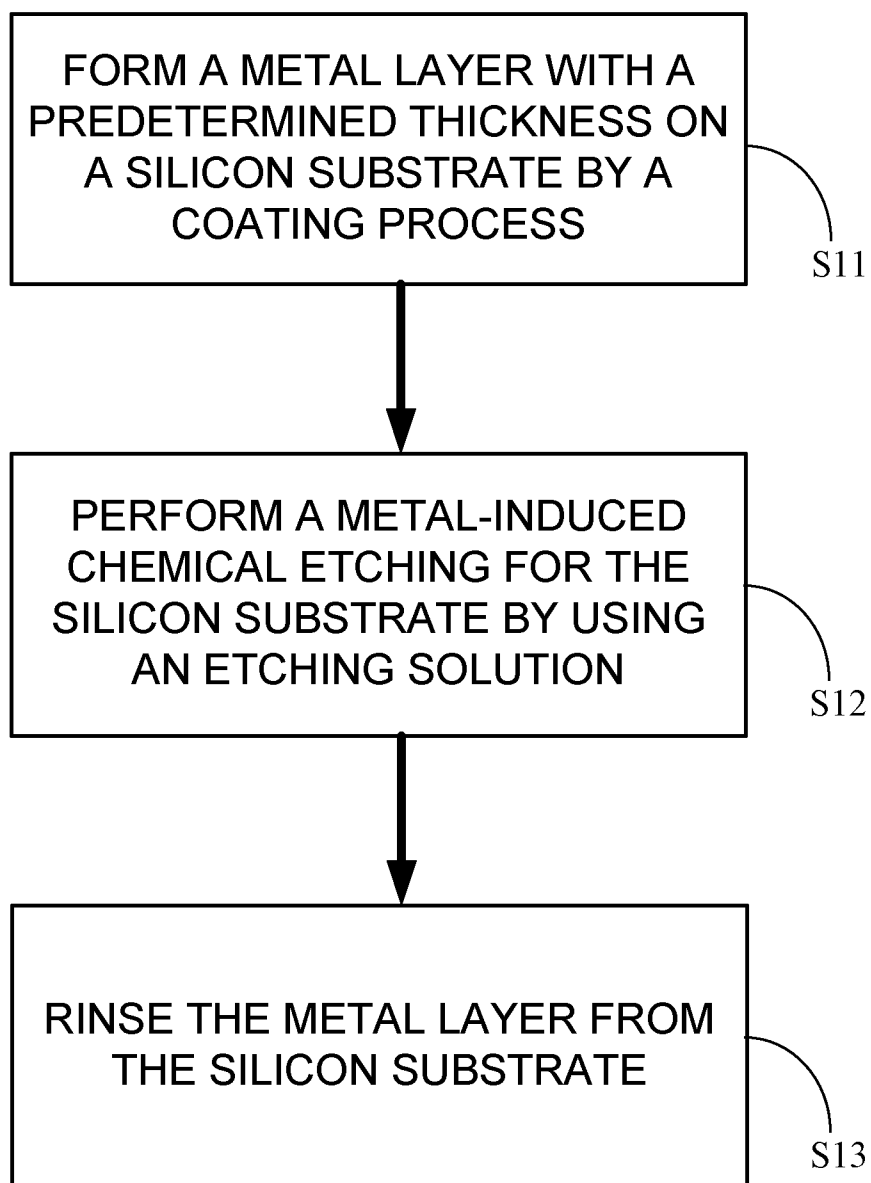 FORM A METAL LAYER WITH A
PREDETERMINED THICKNESS ON
A SILICON SUBSTRATE BY A
COATING PROCESS
S11
PERFORM A METAL-INDUCED
CHEMICAL ETCHING FOR THE
SILICON SUBSTRATE BY USING
AN ETCHING SOLUTION
S12
RINSE THE METAL LAYER FROM
THE SILICON SUBSTRATE
S13